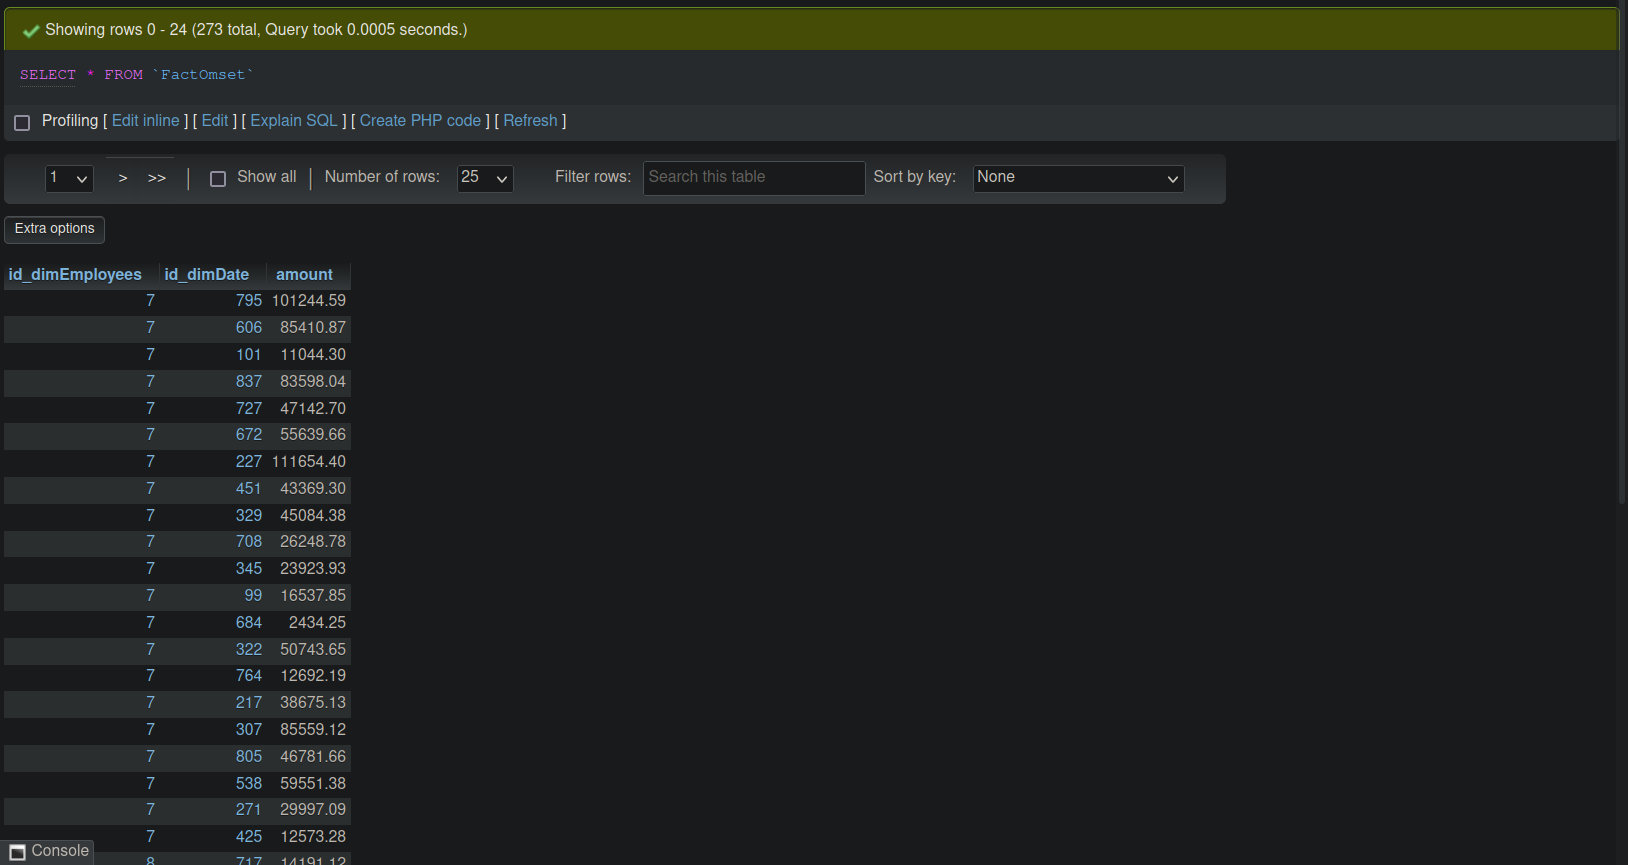 Showing rows 0 - 24 (273 total, Query took 0.0005 seconds.)
SELECT * FROM `FactOmset`
Profiling [ Edit inline ] [ Edit ] [ Explain SQL ] [ Create PHP code ] [ Refresh ]
1 > >> Show all Number of rows: 25 Filter rows: Search this table Sort by key: None
Extra options
id_dimEmployees id_dimDate amount
7 795 101244.59
7 606 85410.87
7 101 11044.30
7 837 83598.04
7 727 47142.70
7 672 55639.66
7 227 111654.40
7 451 43369.30
7 329 45084.38
7 708 26248.78
7 345 23923.93
7 99 16537.85
7 684 2434.25
7 322 50743.65
7 764 12692.19
7 217 38675.13
7 307 85559.12
7 805 46781.66
7 538 59551.38
7 271 29997.09
7 425 12573.28
Console
8 717 14191.12